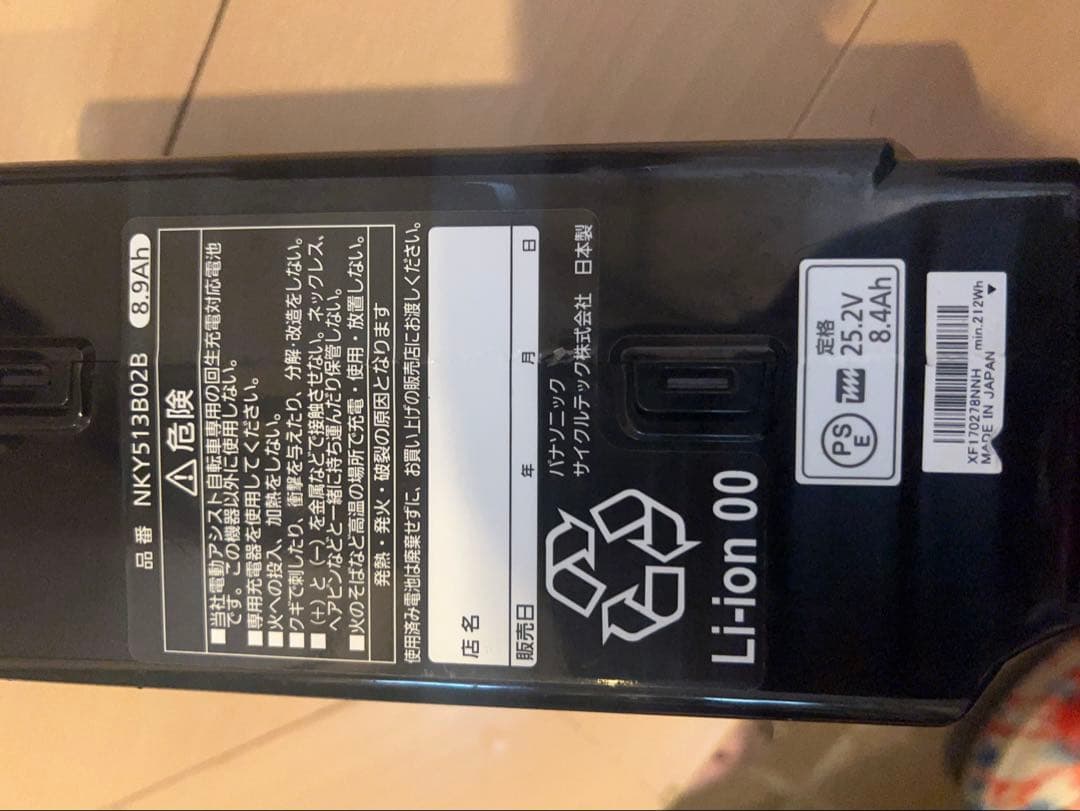 品番 NKY513B02B 8.9Ah
⚠危険
■当社電動アシスト自転車専用の回生充電対応電池
です。この機器以外に使用しない。
■専用充電器を使用してください。
■火への投入、加熱をしない。
■クギで刺したり、衝撃を与えたり、分解・改造をしない。
■(+)と(−)を金属などで接触させない。ネックレス、
ヘアピンなどと一緒に持ち運んだり保管しない。
■火のそばなど高温の場所で充電・使用・放置しない。
発熱・発火・破裂の原因となります
使用済み電池は廃棄せずに、お買い上げの販売店にお渡しください。
店名
販売日 年 月 日
パナソニック
サイクルテック株式会社 日本製
Li-ion 00
定格
PSE 25.2V
8.4Ah
XF170278NNH min.212Wh
MADE IN JAPAN